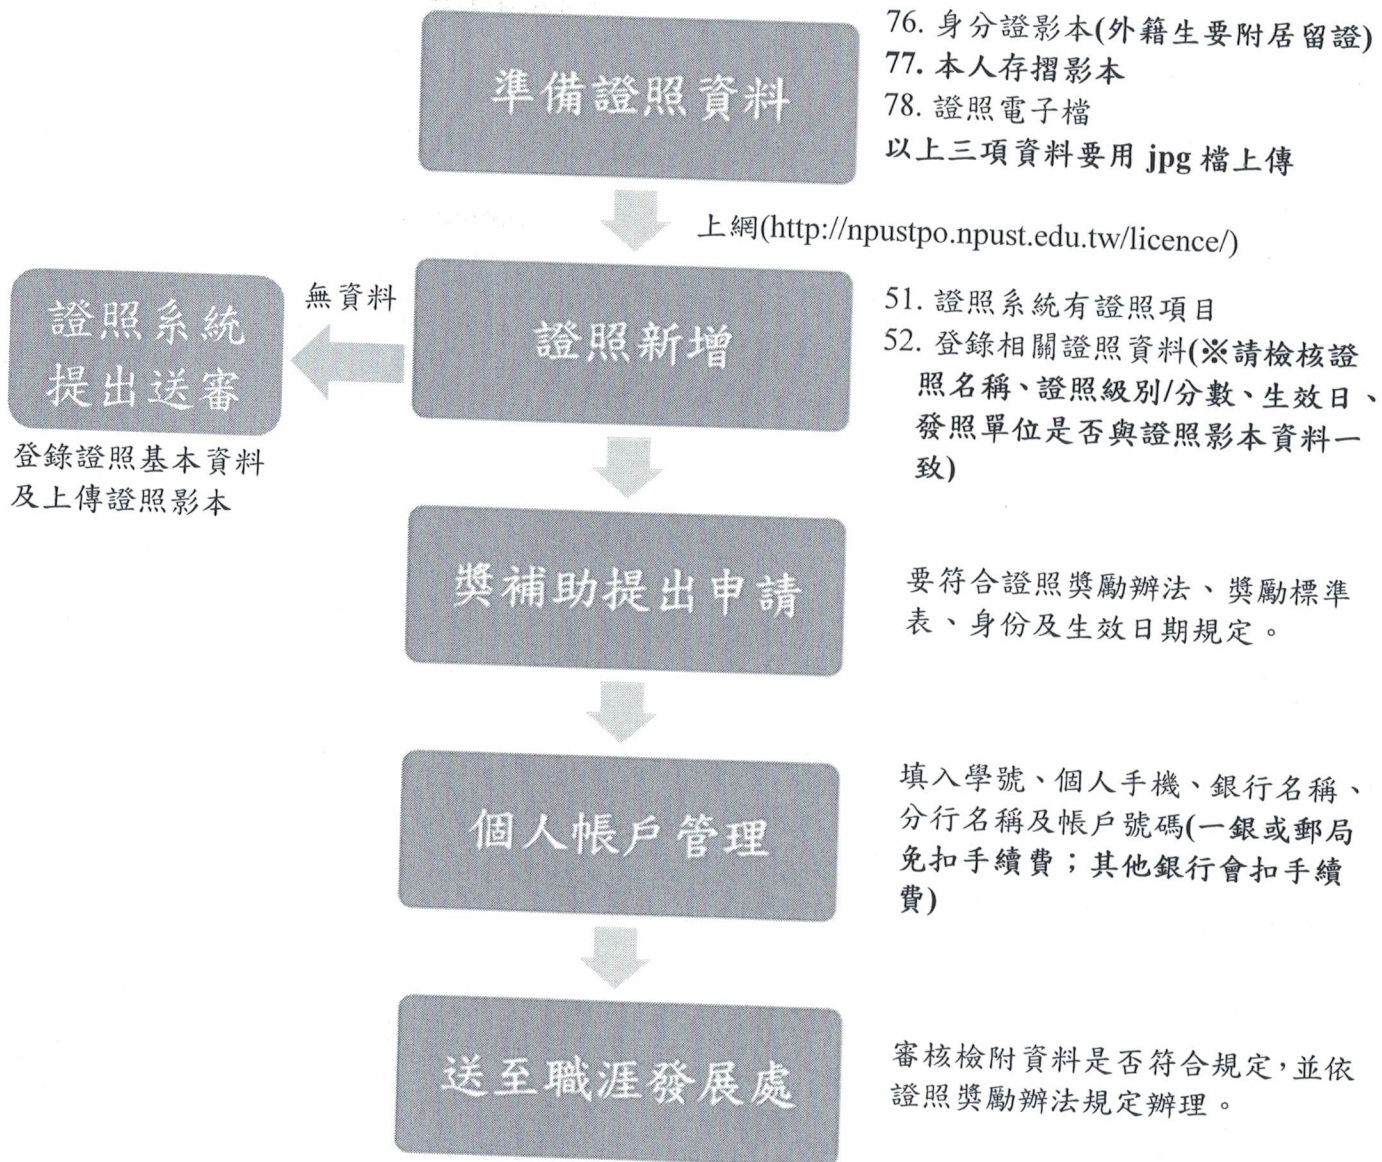 準備證照資料
76. 身分證影本(外籍生要附居留證)
77. 本人存摺影本
78. 證照電子檔
以上三項資料要用 jpg 檔上傳
上網(http://npustpo.npust.edu.tw/licence/)
證照系統
提出送審
無資料
登錄證照基本資料
及上傳證照影本
證照新增
51. 證照系統有證照項目
52. 登錄相關證照資料(※請檢核證
照名稱、證照級別/分數、生效日、
發照單位是否與證照影本資料一
致)
獎補助提出申請
要符合證照獎勵辦法、獎勵標準
表、身份及生效日期規定。
個人帳戶管理
填入學號、個人手機、銀行名稱、
分行名稱及帳戶號碼(一銀或郵局
免扣手續費；其他銀行會扣手續
費)
送至職涯發展處
審核檢附資料是否符合規定，並依
證照獎勵辦法規定辦理。